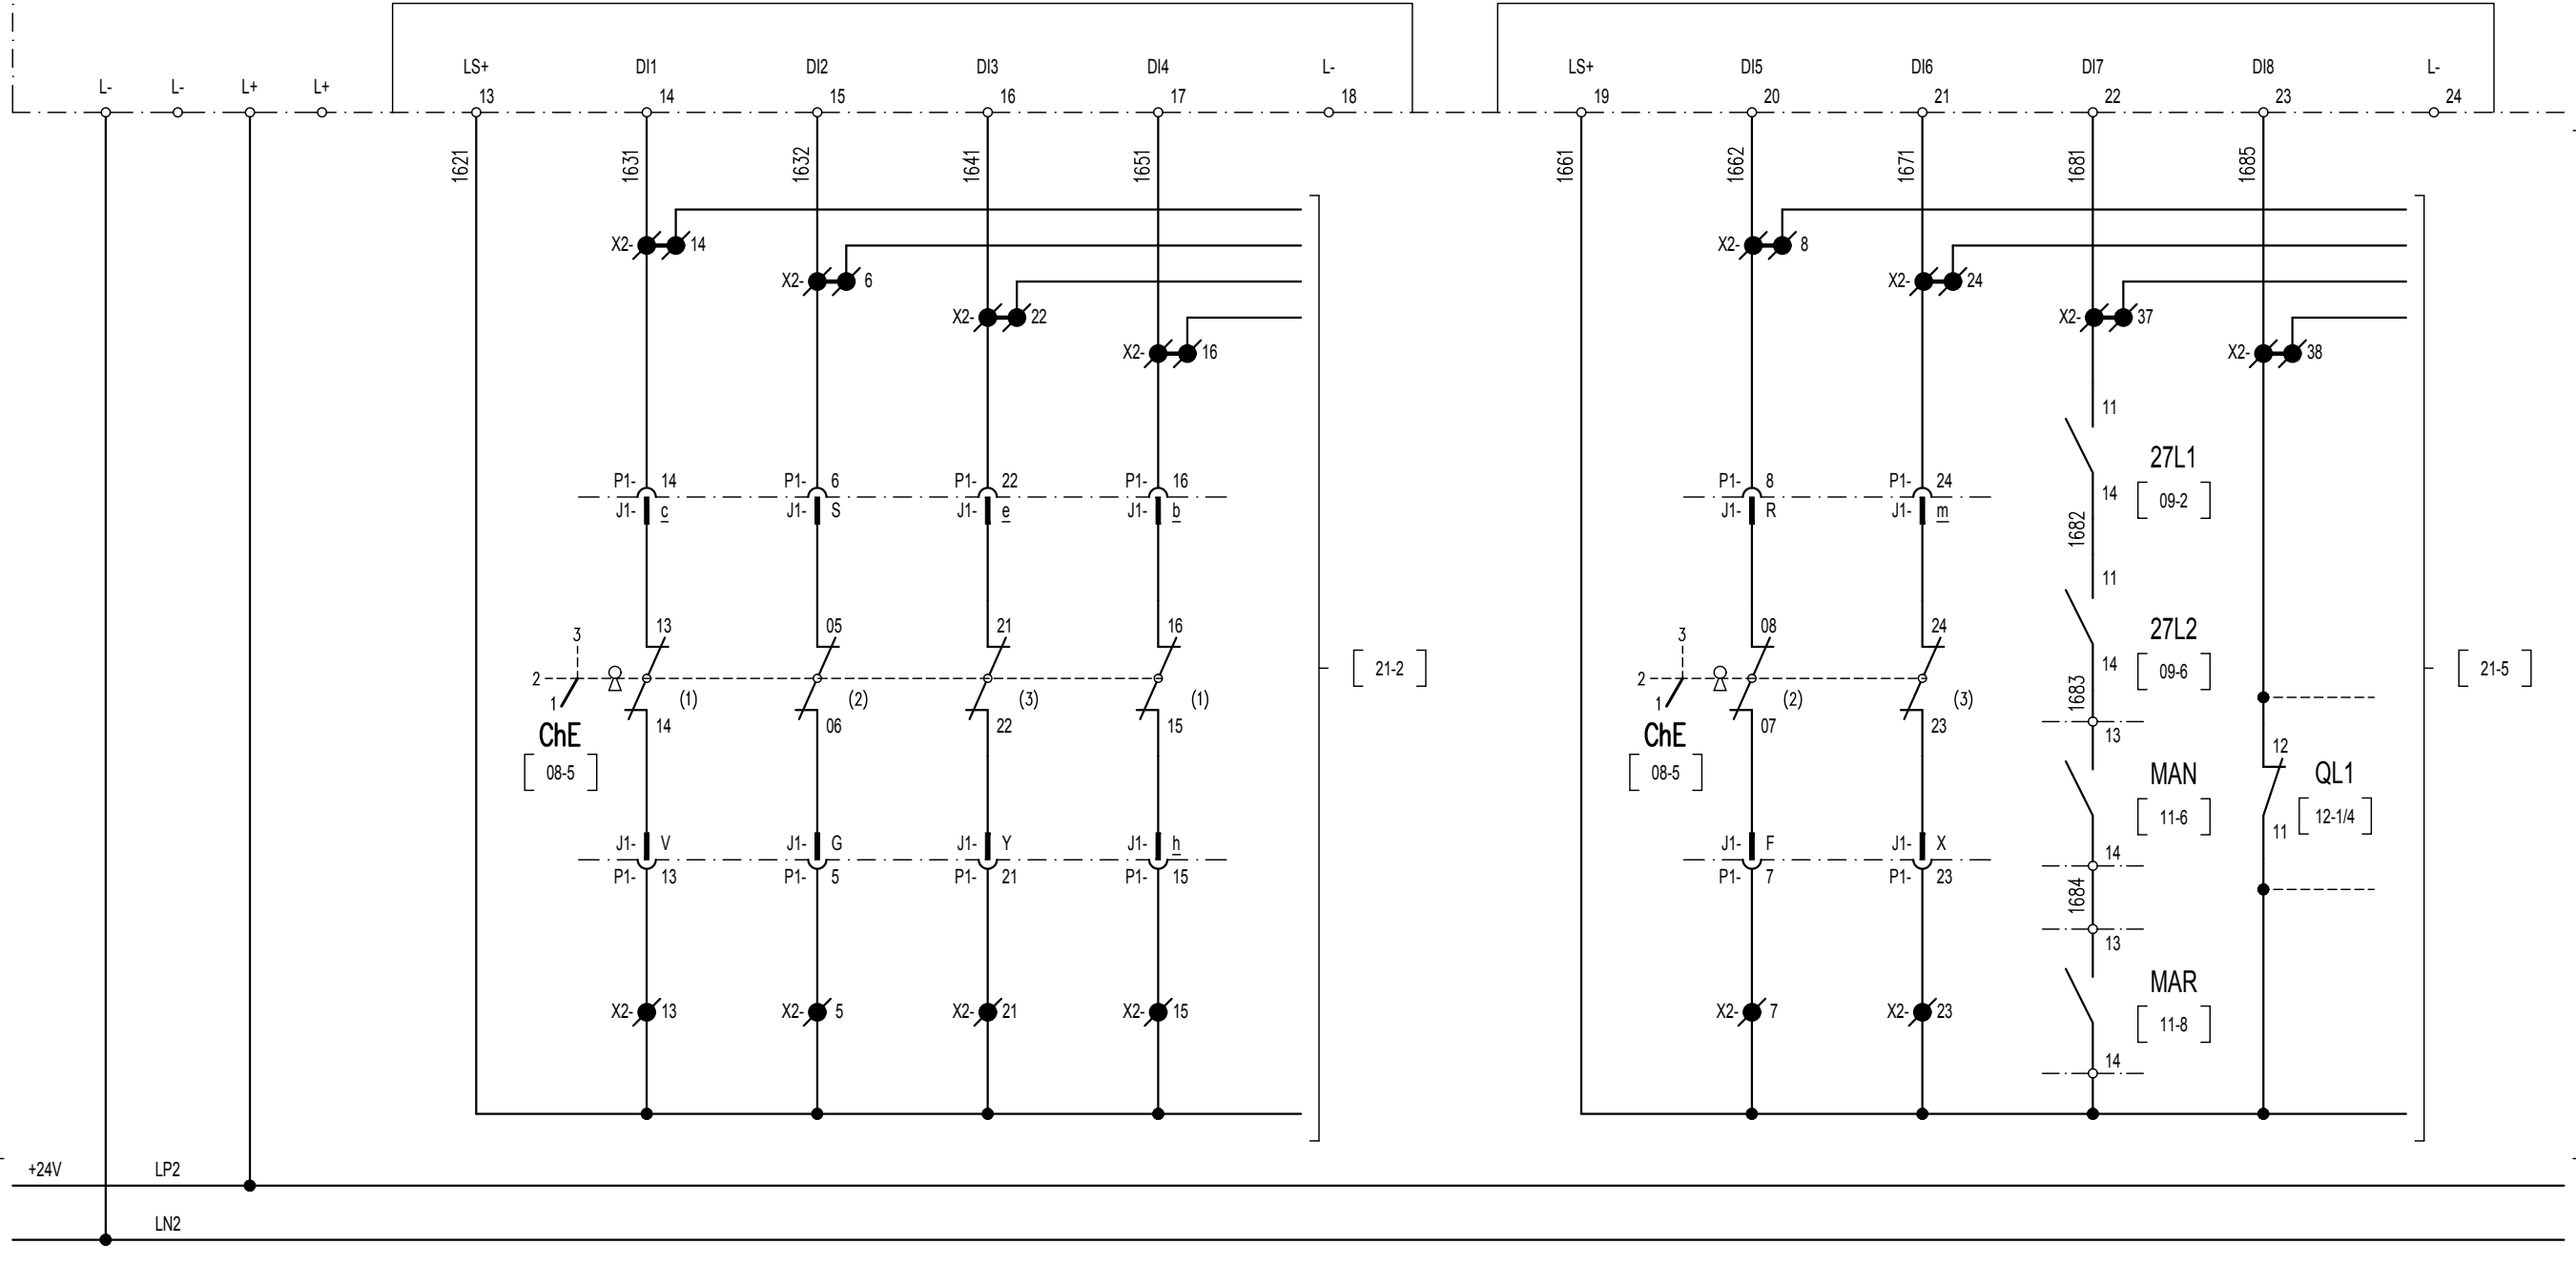 LS+ DI1 DI2 DI3 DI4 L- LS+ DI5 DI6 DI7 DI8 L-
L- L- L+ L+ 13 14 15 16 17 18 19 20 21 22 23 24
1621 1631 1632 1641 1651 1661 1662 1671 1681 1685
X2- 14 X2- 8
X2- 6 X2- 24
X2- 22 X2- 37
X2- 16 X2- 38
11
27L1
P1- 14 P1- 6 P1- 22 P1- 16 P1- 8 P1- 24
14 09-2
J1- c J1- S J1- e J1- b J1- R J1- m
1682
11
13 05 21 16 08 24 27L2
3 3
21-2 14 09-6 21-5
2 2
1 (1) (2) (3) (1) 1 (2) (3) 1683
14 06 22 15 07 23
ChE ChE 13
12
08-5 08-5 MAN QL1
11-6 12-1/4
11
J1- V J1- G J1- Y J1- h J1- F J1- X
14
P1- 13 P1- 5 P1- 21 P1- 15 P1- 7 P1- 23
1684
13
MAR
X2- 13 X2- 5 X2- 21 X2- 15 X2- 7 X2- 23
11-8
14
+24V LP2
LN2